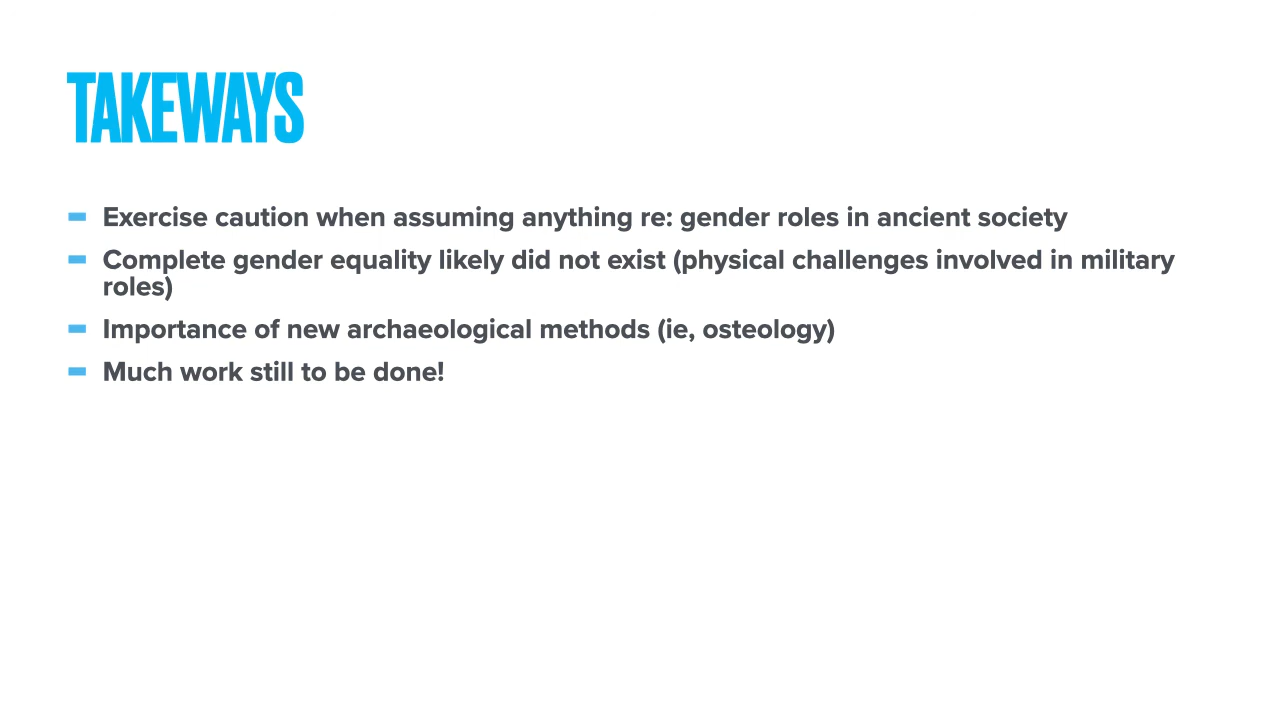 TAKEWAYS
Exercise caution when assuming anything re: gender roles in ancient society
Complete gender equality likely did not exist (physical challenges involved in military
roles)
Importance of new archaeological methods (ie, osteology)
Much work still to be done!